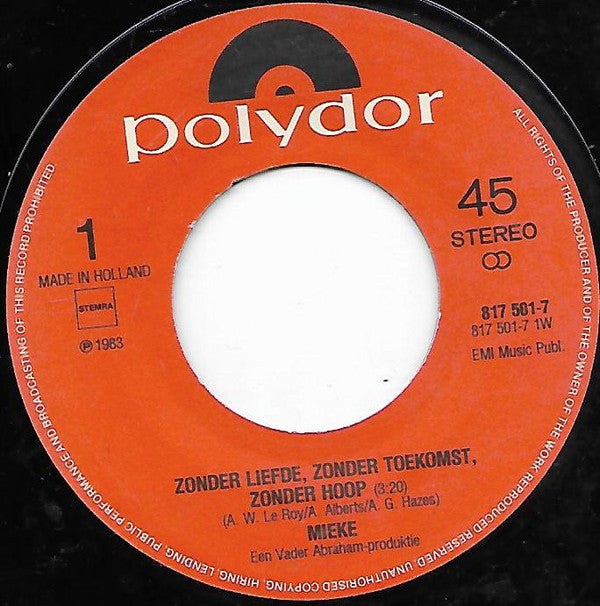 polydor
1
MADE IN HOLLAND
STEMRA
℗ 1983
45
STEREO
817 501-7
817 501-7 1W
EMI Music Publ.
ZONDER LIEFDE, ZONDER TOEKOMST,
ZONDER HOOP (3:20)
(A. W. Le Roy/A. Alberts/A. G. Hazes)
MIEKE
Een Vader Abraham-produktie
ALL RIGHTS OF THE PRODUCER AND OF THE OWNER OF THE WORK REPRODUCED RESERVED. UNAUTHORISED COPYING, HIRING, LENDING, PUBLIC PERFORMANCE AND BROADCASTING OF THIS RECORD PROHIBITED.